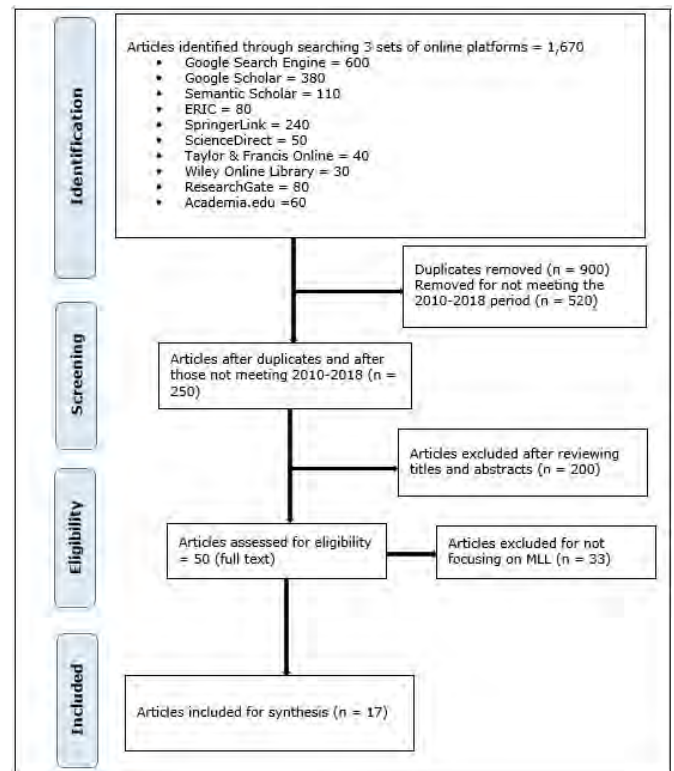 Identification
Articles identified through searching 3 sets of online platforms = 1,670
• Google Search Engine = 600
• Google Scholar = 380
• Semantic Scholar = 110
• ERIC = 80
• SpringerLink = 240
• ScienceDirect = 50
• Taylor & Francis Online = 40
• Wiley Online Library = 30
• ResearchGate = 80
• Academia.edu =60
Duplicates removed (n = 900)
Removed for not meeting the
2010-2018 period (n = 520)
Screening
Articles after duplicates and after
those not meeting 2010-2018 (n =
250)
Articles excluded after reviewing
titles and abstracts (n = 200)
Eligibility
Articles assessed for eligibility
= 50 (full text)
Articles excluded for not
focusing on MLL (n = 33)
Included
Articles included for synthesis (n = 17)